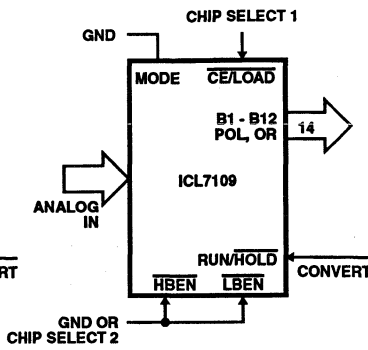 CHIP SELECT 1
GND
MODE
CE/LOAD
B1 - B12
POL, OR
14
ICL7109
ANALOG
IN
RUN/HOLD
RT
CONVERT
HBEN
LBEN
GND OR
CHIP SELECT 2